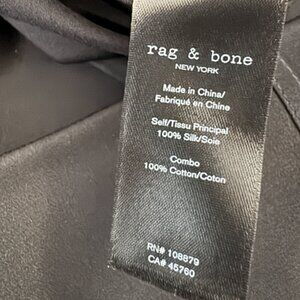 rag & bone
NEW YORK
Made in China/
Fabriqué en Chine
Self/Tissu Principal
100% Silk/Soie
Combo
100% Cotton/Coton
RN# 108879
CA# 45760